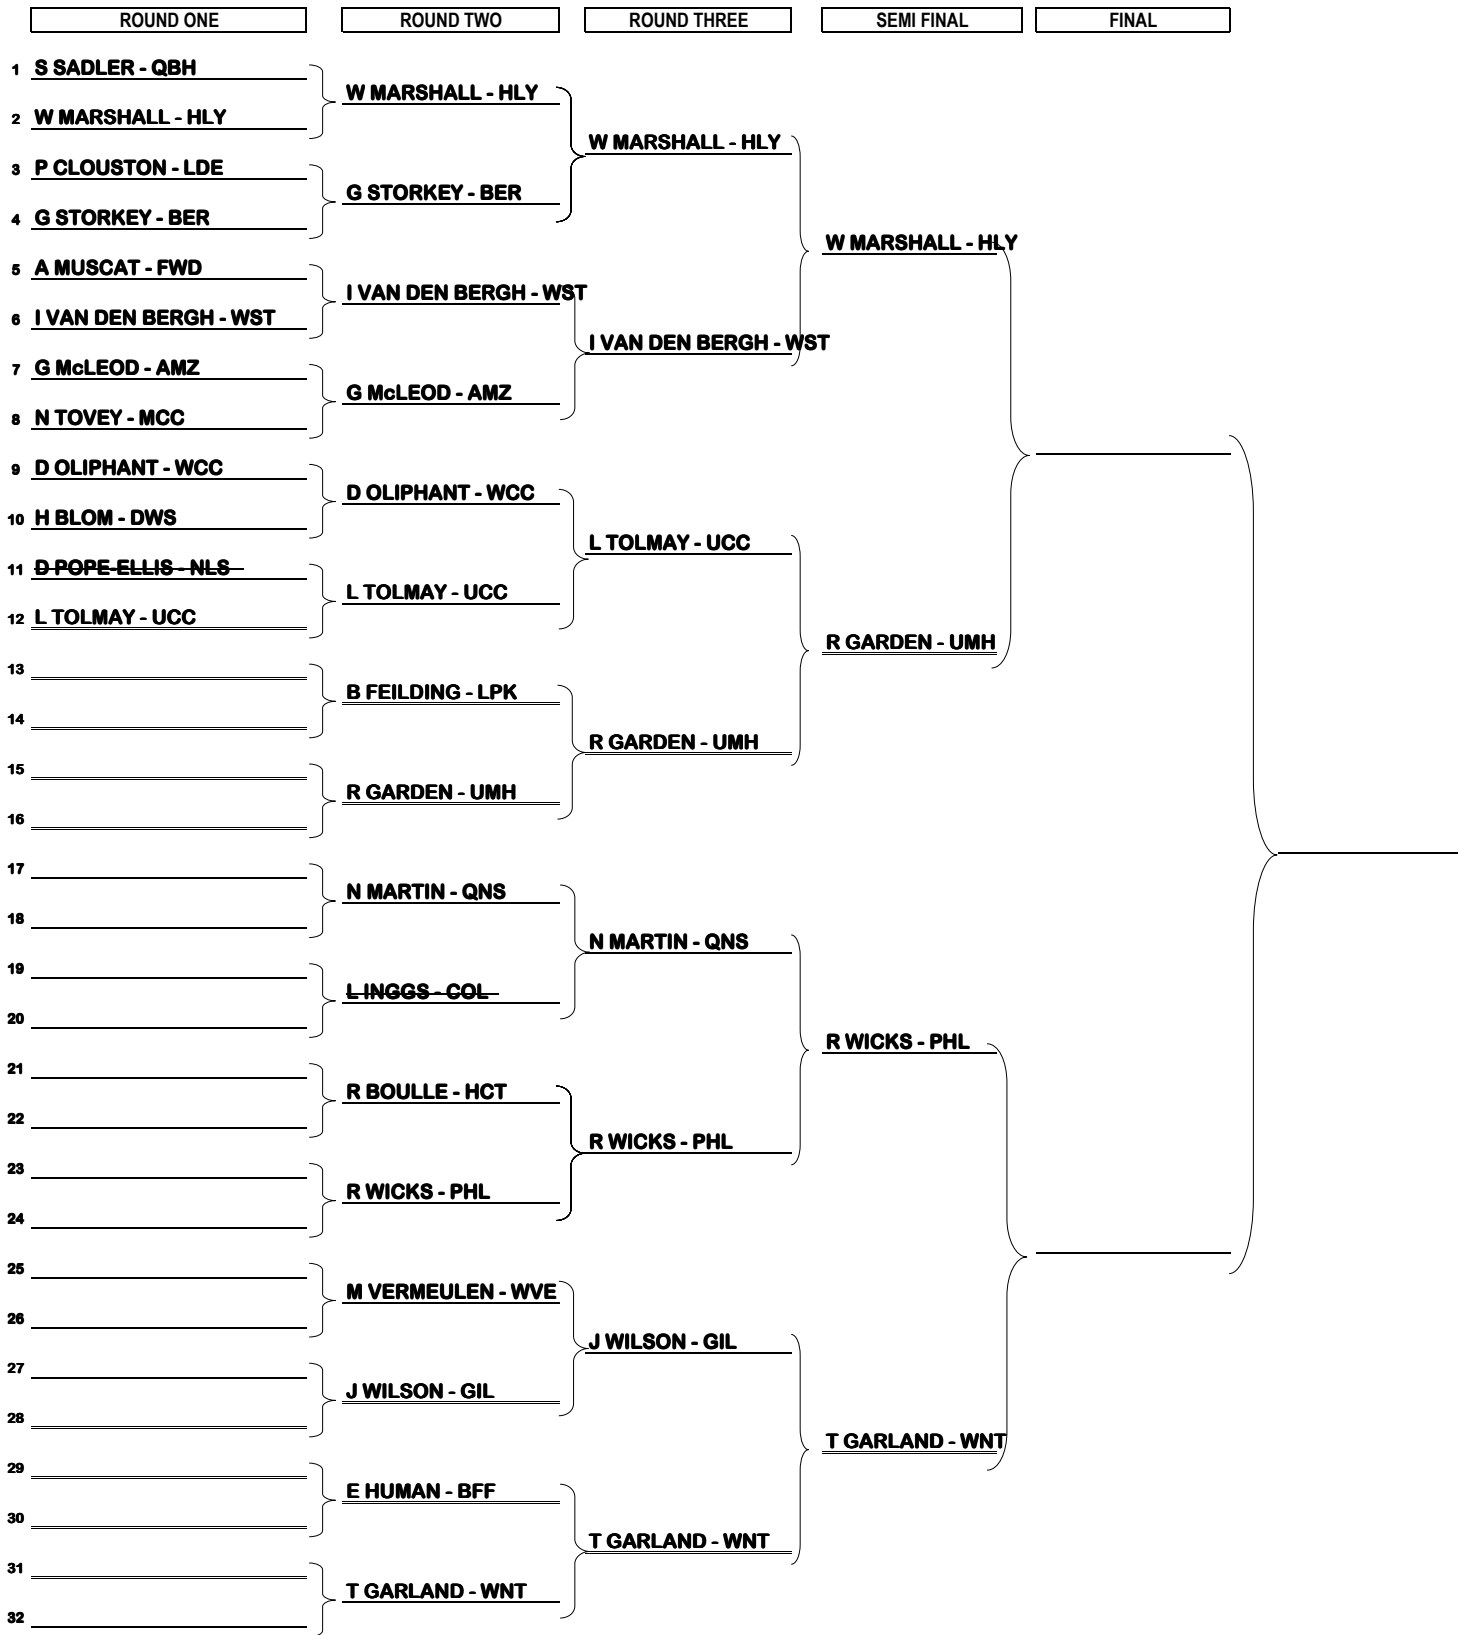 ROUND ONE ROUND TWO ROUND THREE SEMI FINAL FINAL
1 S SADLER - QBH
W MARSHALL - HLY
2 W MARSHALL - HLY
W MARSHALL - HLY
3 P CLOUSTON - LDE
G STORKEY - BER
4 G STORKEY - BER
W MARSHALL - HLY
5 A MUSCAT - FWD
I VAN DEN BERGH - WST
6 I VAN DEN BERGH - WST
I VAN DEN BERGH - WST
7 G McLEOD - AMZ
G McLEOD - AMZ
8 N TOVEY - MCC
9 D OLIPHANT - WCC
D OLIPHANT - WCC
10 H BLOM - DWS
L TOLMAY - UCC
11 D POPE-ELLIS - NLS
L TOLMAY - UCC
12 L TOLMAY - UCC
R GARDEN - UMH
13
B FEILDING - LPK
14
R GARDEN - UMH
15
R GARDEN - UMH
16
17
N MARTIN - QNS
18
N MARTIN - QNS
19
L INGGS - COL
20
R WICKS - PHL
21
R BOULLE - HCT
22
R WICKS - PHL
23
R WICKS - PHL
24
25
M VERMEULEN - WVE
26
J WILSON - GIL
27
J WILSON - GIL
28
T GARLAND - WNT
29
E HUMAN - BFF
30
T GARLAND - WNT
31
T GARLAND - WNT
32